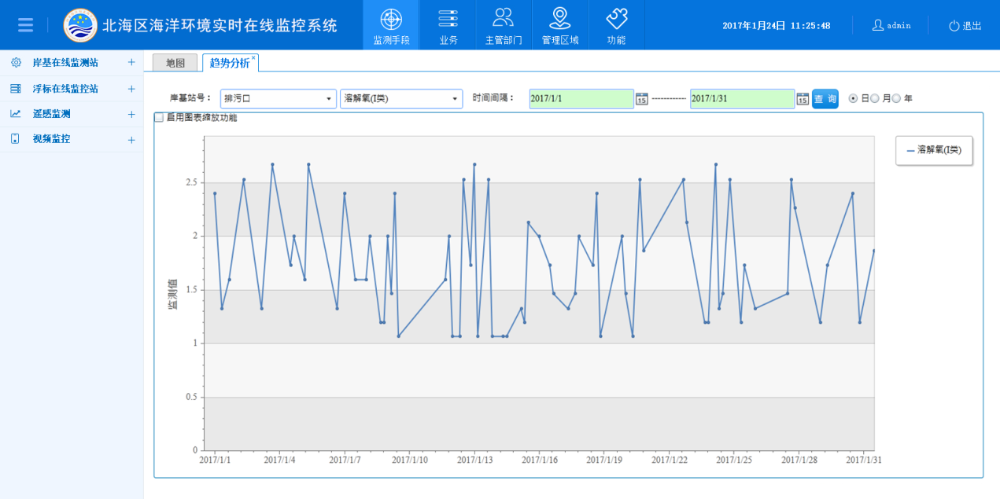 北海区海洋环境实时在线监控系统
监测手段
业务
主管部门
管理区域
功能
2017年1月24日 11:25:48
admin
退出
岸基在线监测站 +
浮标在线监控站 +
遥感监测 +
视频监控 +
地图
趋势分析 ×
岸基站号： 排污口 溶解氧(I类) 时间间隔： 2017/1/1 15 ----------- 2017/1/31 15 查 询 日 月 年
启用图表缩放功能
溶解氧(I类)
监测值
2.5
2
1.5
1
0.5
0
2017/1/1 2017/1/4 2017/1/7 2017/1/10 2017/1/13 2017/1/16 2017/1/19 2017/1/22 2017/1/25 2017/1/28 2017/1/31